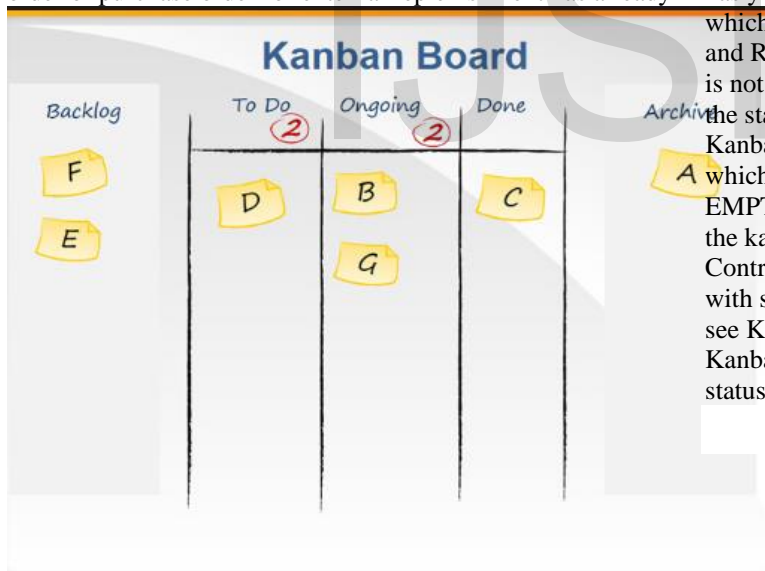 Kanban Board
Backlog
To Do
2
Ongoing
2
Done
Archive
F
E
D
B
G
C
A
which
and R
is not
the sta
Kanba
which
EMPT
the ka
Contr
with s
see K
Kanba
status